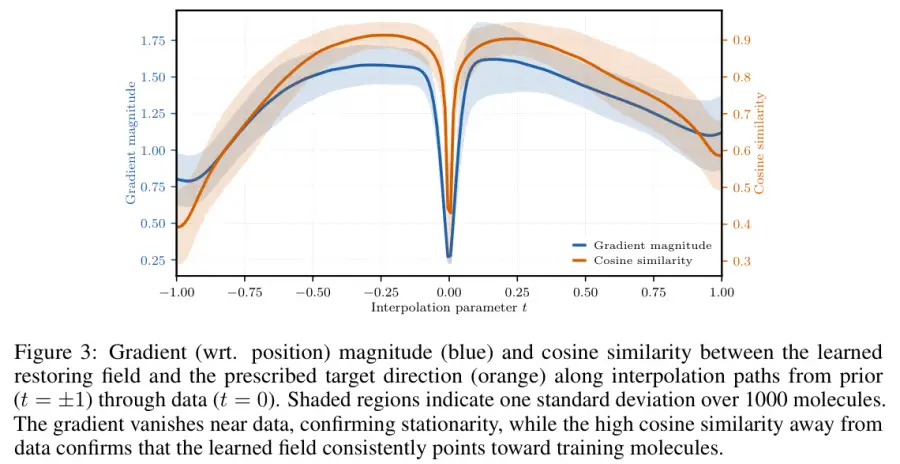 1.75
1.50
1.25
1.00
0.75
0.50
0.25
Gradient magnitude
0.9
0.8
0.7
0.6
0.5
0.4
0.3
Cosine similarity
Gradient magnitude
Cosine similarity
−1.00 −0.75 −0.50 −0.25 0.00 0.25 0.50 0.75 1.00
Interpolation parameter t
Figure 3: Gradient (wrt. position) magnitude (blue) and cosine similarity between the learned
restoring field and the prescribed target direction (orange) along interpolation paths from prior
(t = ±1) through data (t = 0). Shaded regions indicate one standard deviation over 1000 molecules.
The gradient vanishes near data, confirming stationarity, while the high cosine similarity away from
data confirms that the learned field consistently points toward training molecules.